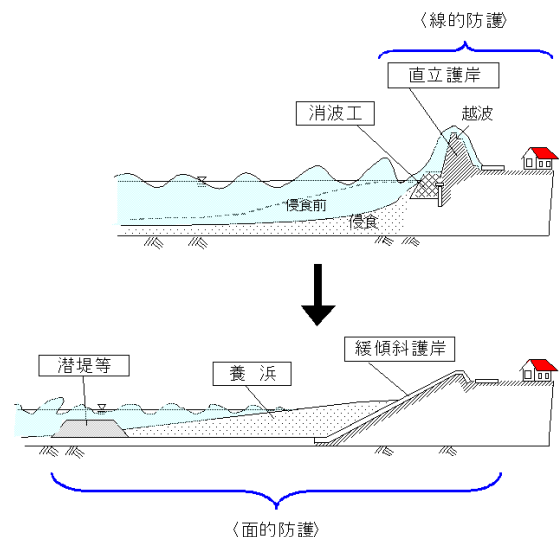 〈線的防護〉
直立護岸
消波工
越波
侵食前
侵食
緩傾斜護岸
潜堤等
養 浜
〈面的防護〉